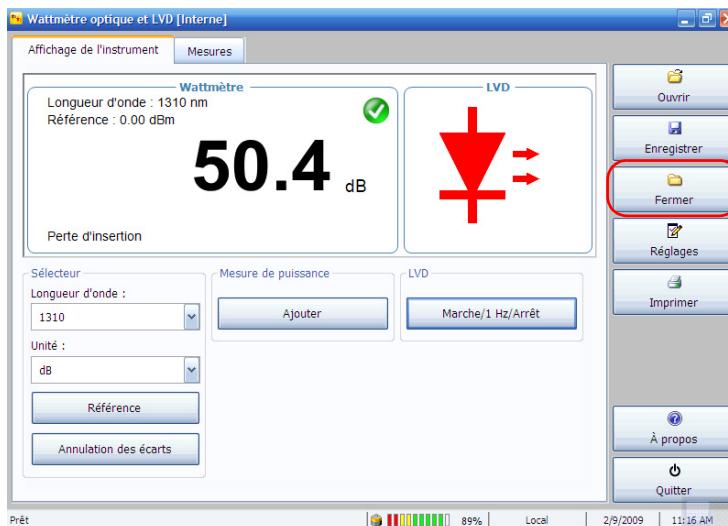 Wattmètre optique et LVD [Interne]
Affichage de l'instrument
Mesures
Wattmètre
Longueur d'onde : 1310 nm
Référence : 0.00 dBm
50.4 dB
Perte d'insertion
LVD
Sélecteur
Longueur d'onde :
1310
Unité :
dB
Référence
Annulation des écarts
Mesure de puissance
Ajouter
LVD
Marche/1 Hz/Arrêt
Ouvrir
Enregistrer
Fermer
Réglages
Imprimer
À propos
Quitter
Prêt
89%
Local
2/9/2009
11:16 AM